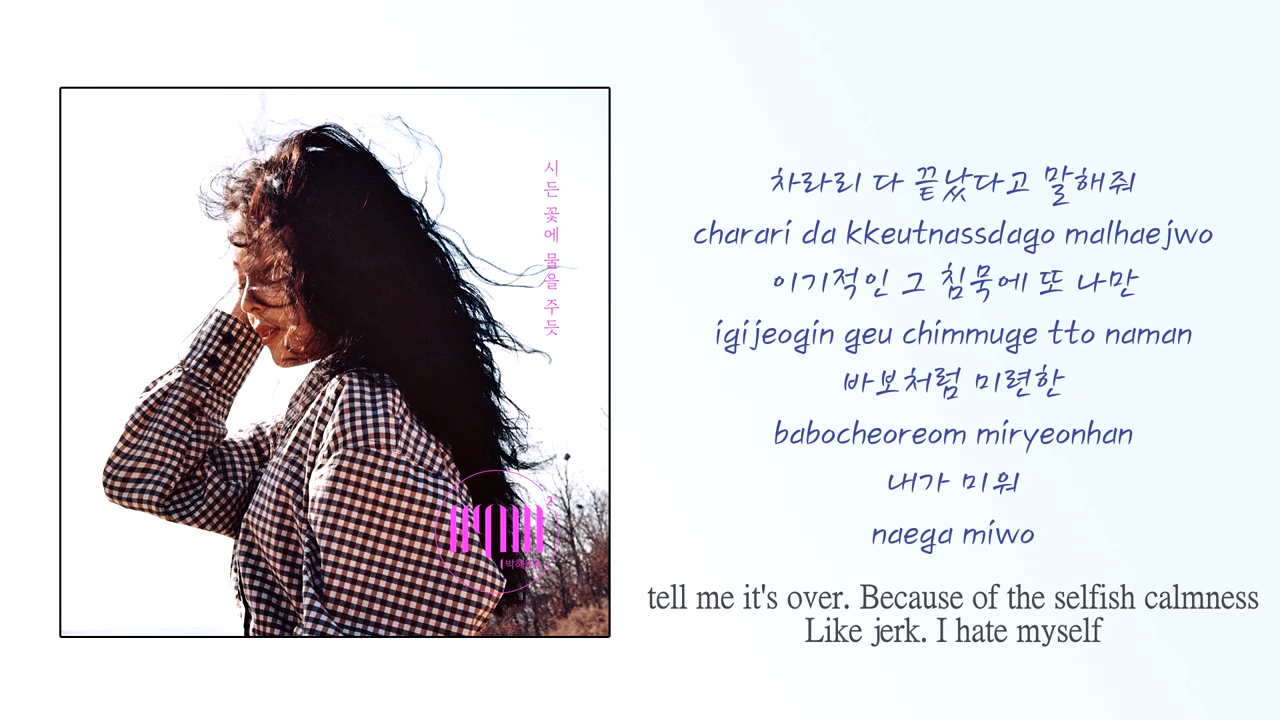 시든 꽃에 물을 주듯
차라리 다 끝났다고 말해줘
charari da kkeutnassdago malhaejwo
이기적인 그 침묵에 또 나만
igijeogin geu chimmuge tto naman
바보처럼 미련한
babocheoreom miryeonhan
내가 미워
naega miwo
tell me it's over. Because of the selfish calmness
Like jerk. I hate myself